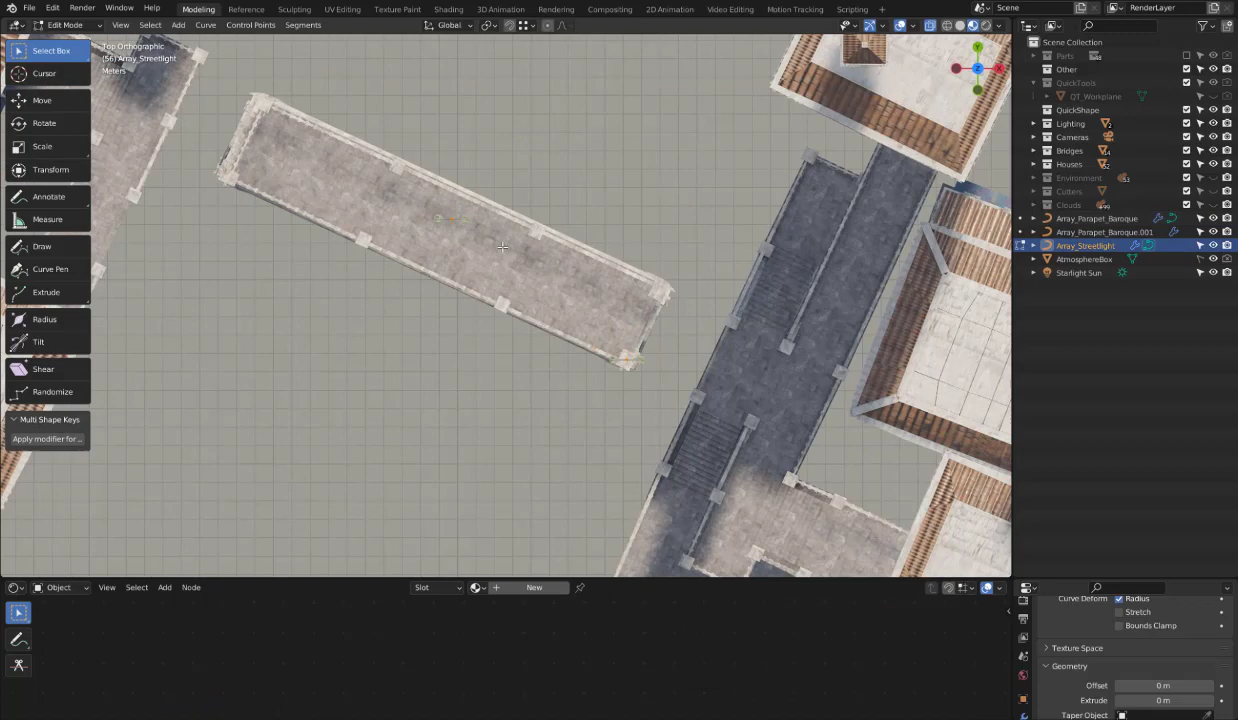 File Edit Render Window Help Modeling Reference Sculpting UV Editing Texture Paint Shading 3D Animation Rendering Compositing 2D Animation Motion Tracking Scripting Scene RenderLayer
Edit Mode View Select Add Curve Control Points Segments Global
Top Orthographic
(56) Array_Streetlight
Meters
Select Box
Cursor
Move
Rotate
Scale
Transform
Annotate
Measure
Draw
Curve Pen
Extrude
Radius
Tilt
Shear
Randomize
Multi Shape Keys
Apply modifier for ...
Y
Z
X
Scene Collection
Parts
Other
QuickTools
QT_Workplane
QuickShape
Lighting
Cameras
Bridges
Houses
Environment
Cutters
Clouds
Array_Parapet_Baroque
Array_Parapet_Baroque.001
Array_Streetlight
AtmosphereBox
Starlight Sun
Object View Select Add Node Slot New
Curve Deform Radius
Stretch
Bounds Clamp
Texture Space
Geometry
Offset 0 m
Extrude 0 m
Taper Object